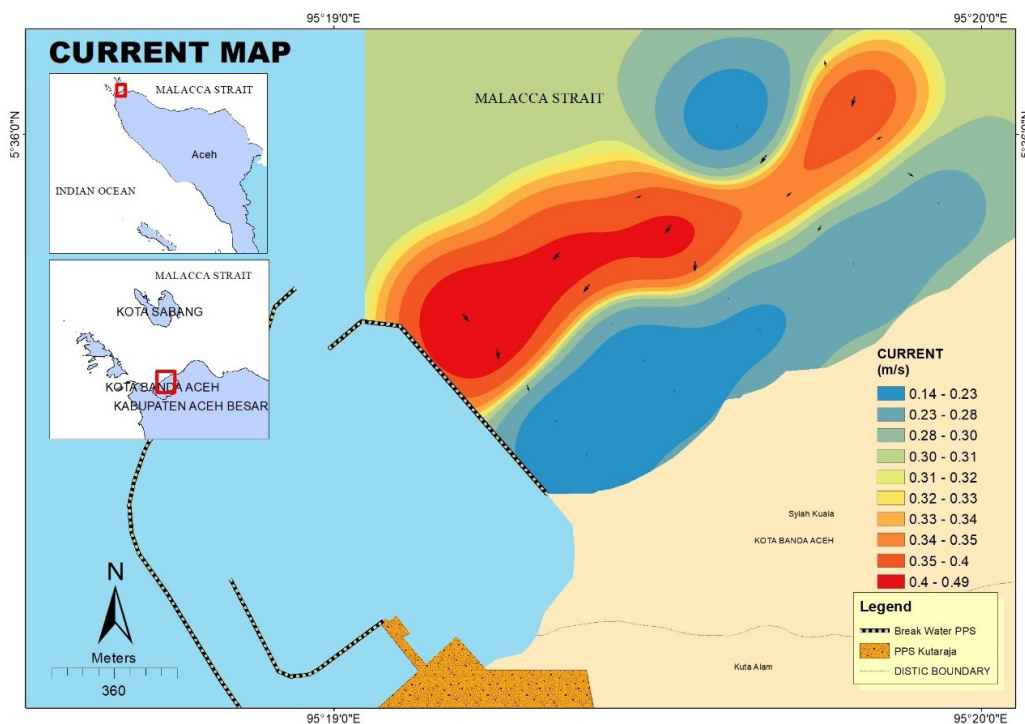 95°19'0"E
95°20'0"E
CURRENT MAP
MALACCA STRAIT
Aceh
INDIAN OCEAN
MALACCA STRAIT
KOTA SABANG
KOTA BANDA ACEH
KABUPATEN ACEH BESAR
MALACCA STRAIT
5°36'0"N
5°36'0"N
CURRENT
(m/s)
0.14 - 0.23
0.23 - 0.28
0.28 - 0.30
0.30 - 0.31
0.31 - 0.32
0.32 - 0.33
0.33 - 0.34
0.34 - 0.35
0.35 - 0.4
0.4 - 0.49
Syiah Kuala
KOTA BANDA ACEH
Kuta Alam
Legend
Break Water PPS
PPS Kutaraja
DISTIC BOUNDARY
N
Meters
360
95°19'0"E
95°20'0"E